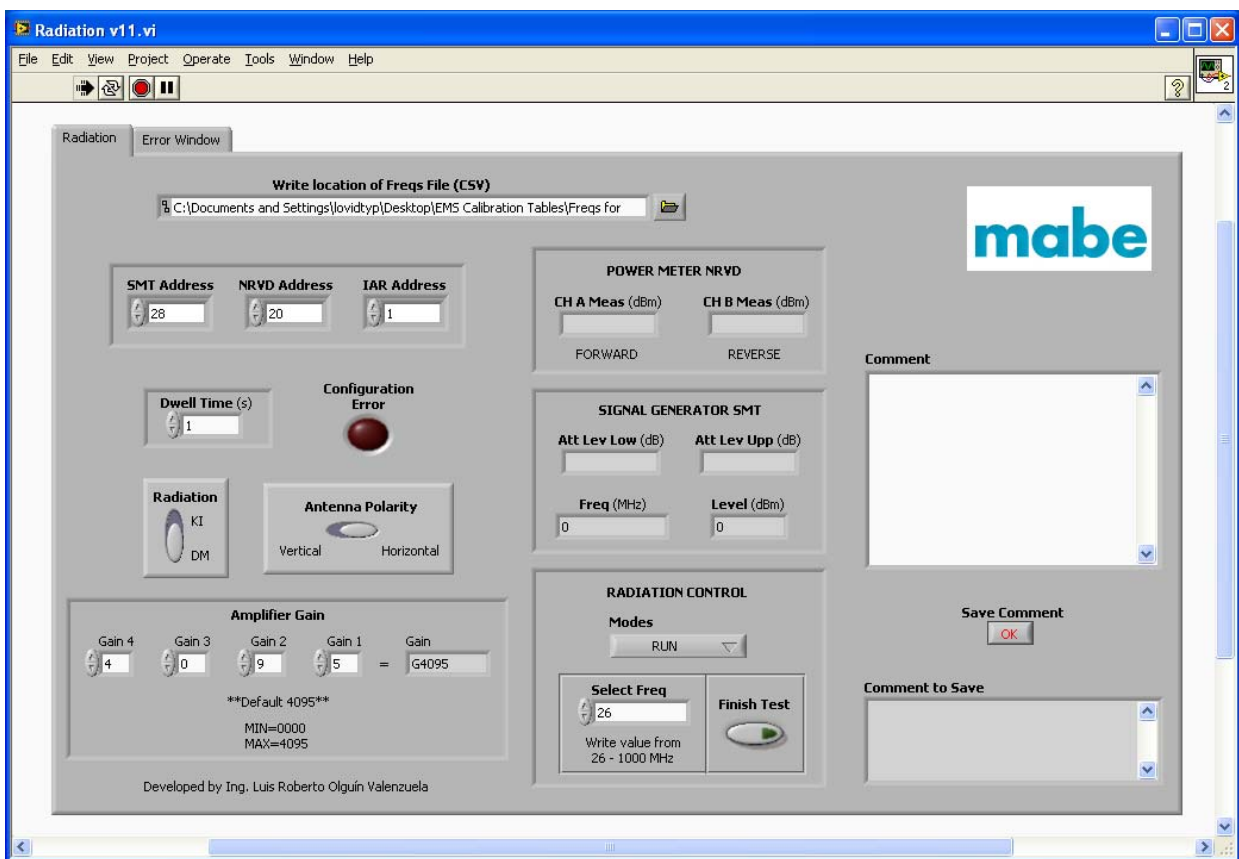 Radiation v11.vi
File Edit View Project Operate Tools Window Help
2
Radiation
Error Window
Write location of Freqs File (CSV)
C:\Documents and Settings\lovidtyp\Desktop\EMS Calibration Tables\Freqs for
mabe
SMT Address NRVD Address IAR Address
28 20 1
Dwell Time (s)
1
Configuration
Error
Radiation
KI
DM
Antenna Polarity
Vertical Horizontal
Amplifier Gain
Gain 4 Gain 3 Gain 2 Gain 1 Gain
4 0 9 5 = G4095
**Default 4095**
MIN=0000
MAX=4095
Developed by Ing. Luis Roberto Olguín Valenzuela
POWER METER NRVD
CH A Meas (dBm) CH B Meas (dBm)
FORWARD REVERSE
SIGNAL GENERATOR SMT
Att Lev Low (dB) Att Lev Upp (dB)
Freq (MHz) Level (dBm)
0 0
RADIATION CONTROL
Modes
RUN
Select Freq
26
Write value from
26 - 1000 MHz
Finish Test
Comment
Save Comment
OK
Comment to Save